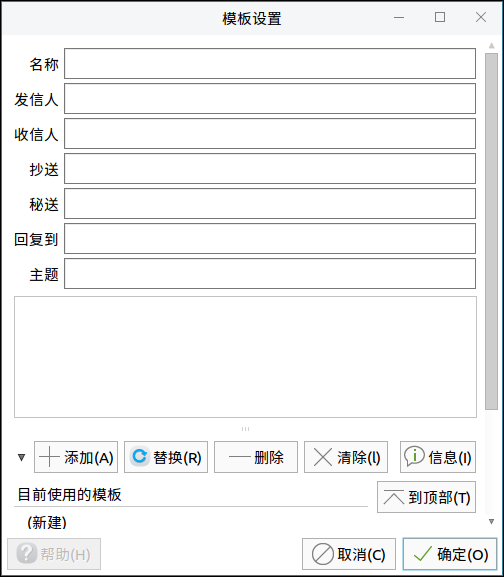 模板设置
名称
发信人
收信人
抄送
秘送
回复到
主题
添加(A) 替换(R) 删除 清除(l) 信息(I)
目前使用的模板 到顶部(T)
(新建)
帮助(H) 取消(C) 确定(O)